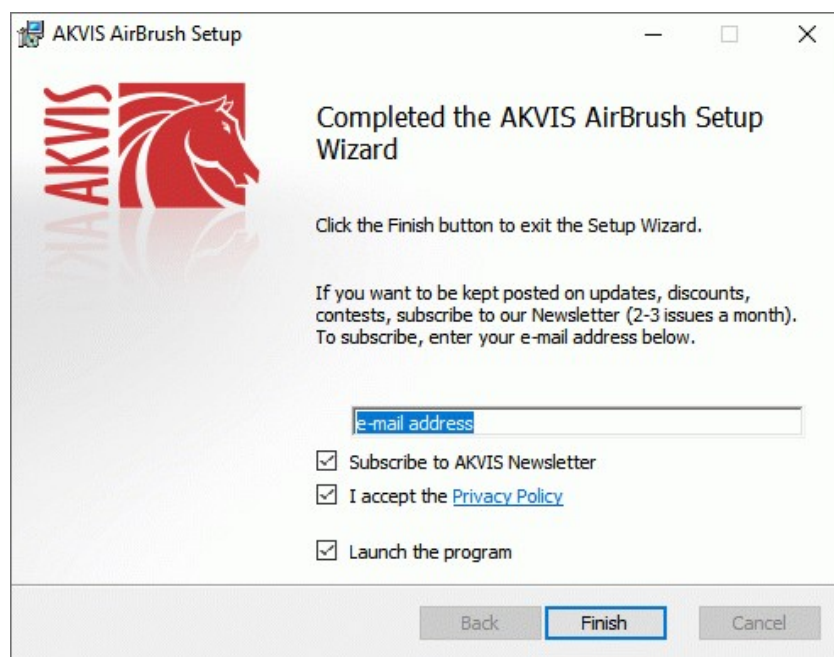 AKVIS AirBrush Setup
AKVIS
Completed the AKVIS AirBrush Setup
Wizard
Click the Finish button to exit the Setup Wizard.
If you want to be kept posted on updates, discounts,
contests, subscribe to our Newsletter (2-3 issues a month).
To subscribe, enter your e-mail address below.
e-mail address
Subscribe to AKVIS Newsletter
I accept the Privacy Policy
Launch the program
Back
Finish
Cancel